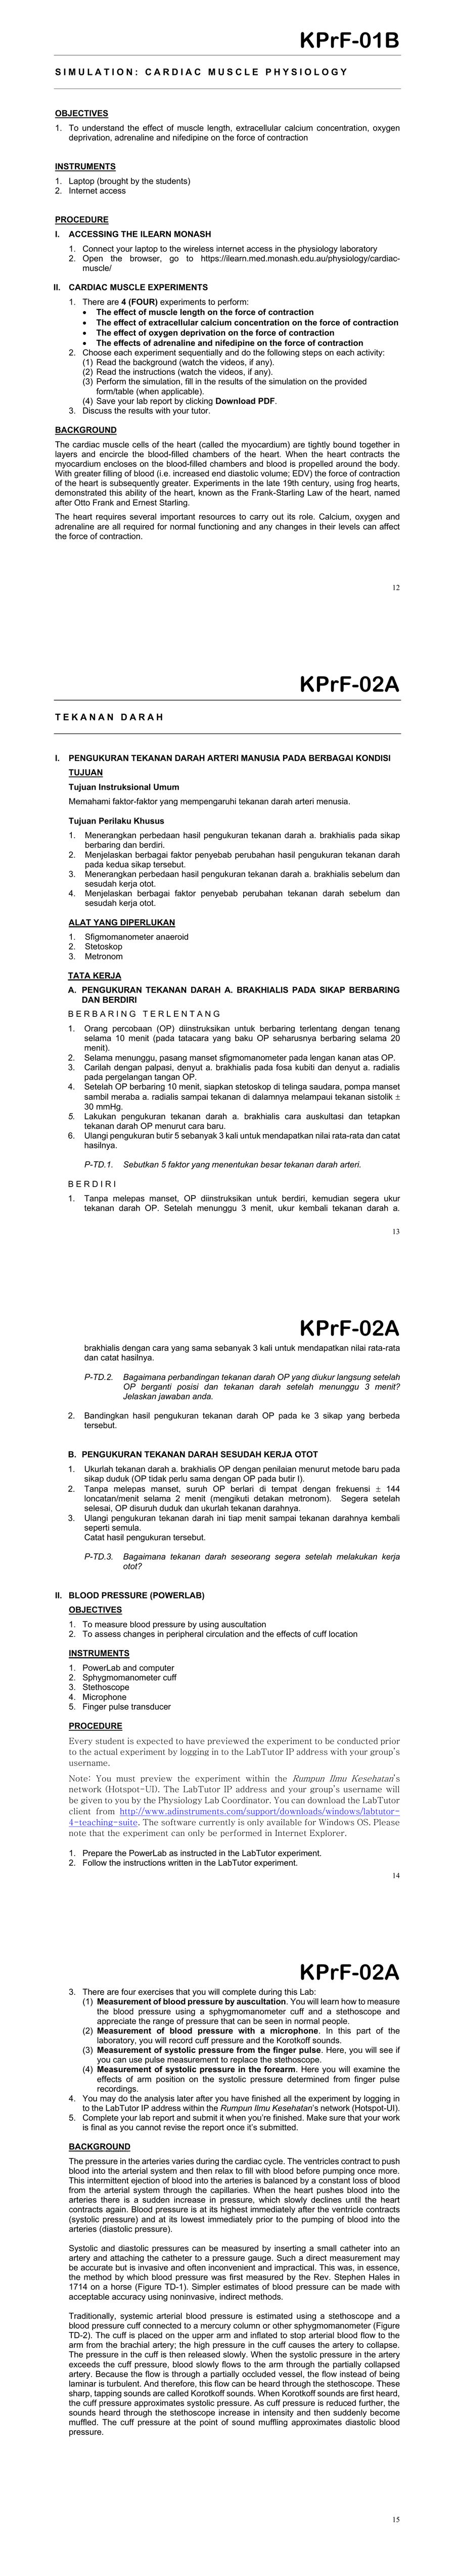 KPrF-01B
SIMULATION: CARDIAC MUSCLE PHYSIOLOGY
OBJECTIVES
1. To understand the effect of muscle length, extracellular calcium concentration, oxygen
deprivation, adrenaline and nifedipine on the force of contraction
INSTRUMENTS
1. Laptop (brought by the students)
2. Internet access
PROCEDURE
I. ACCESSING THE ILEARN MONASH
1. Connect your laptop to the wireless internet access in the physiology laboratory
2. Open the browser, go to https://ilearn.med.monash.edu.au/physiology/cardiac-
muscle/
II. CARDIAC MUSCLE EXPERIMENTS
1. There are 4 (FOUR) experiments to perform:
• The effect of muscle length on the force of contraction
• The effect of extracellular calcium concentration on the force of contraction
• The effect of oxygen deprivation on the force of contraction
• The effects of adrenaline and nifedipine on the force of contraction
2. Choose each experiment sequentially and do the following steps on each activity:
(1) Read the background (watch the videos, if any).
(2) Read the instructions (watch the videos, if any).
(3) Perform the simulation, fill in the results of the simulation on the provided
form/table (when applicable).
(4) Save your lab report by clicking Download PDF.
3. Discuss the results with your tutor.
BACKGROUND
The cardiac muscle cells of the heart (called the myocardium) are tightly bound together in
layers and encircle the blood-filled chambers of the heart. When the heart contracts the
myocardium encloses on the blood-filled chambers and blood is propelled around the body.
With greater filling of blood (i.e. increased end diastolic volume; EDV) the force of contraction
of the heart is subsequently greater. Experiments in the late 19th century, using frog hearts,
demonstrated this ability of the heart, known as the Frank-Starling Law of the heart, named
after Otto Frank and Ernest Starling.
The heart requires several important resources to carry out its role. Calcium, oxygen and
adrenaline are all required for normal functioning and any changes in their levels can affect
the force of contraction.
12
KPrF-02A
TEKANAN DARAH
I. PENGUKURAN TEKANAN DARAH ARTERI MANUSIA PADA BERBAGAI KONDISI
TUJUAN
Tujuan Instruksional Umum
Memahami faktor-faktor yang mempengaruhi tekanan darah arteri menusia.
Tujuan Perilaku Khusus
1. Menerangkan perbedaan hasil pengukuran tekanan darah a. brakhialis pada sikap
berbaring dan berdiri.
2. Menjelaskan berbagai faktor penyebab perubahan hasil pengukuran tekanan darah
pada kedua sikap tersebut.
3. Menerangkan perbedaan hasil pengukuran tekanan darah a. brakhialis sebelum dan
sesudah kerja otot.
4. Menjelaskan berbagai faktor penyebab perubahan tekanan darah sebelum dan
sesudah kerja otot.
ALAT YANG DIPERLUKAN
1. Sfigmomanometer anaeroid
2. Stetoskop
3. Metronom
TATA KERJA
A. PENGUKURAN TEKANAN DARAH A. BRAKHIALIS PADA SIKAP BERBARING
DAN BERDIRI
BERBARING TERLENTANG
1. Orang percobaan (OP) diinstruksikan untuk berbaring terlentang dengan tenang
selama 10 menit (pada tatacara yang baku OP seharusnya berbaring selama 20
menit).
2. Selama menunggu, pasang manset sfigmomanometer pada lengan kanan atas OP.
3. Carilah dengan palpasi, denyut a. brakhialis pada fosa kubiti dan denyut a. radialis
pada pergelangan tangan OP.
4. Setelah OP berbaring 10 menit, siapkan stetoskop di telinga saudara, pompa manset
sambil meraba a. radialis sampai tekanan di dalamnya melampaui tekanan sistolik ±
30 mmHg.
5. Lakukan pengukuran tekanan darah a. brakhialis cara auskultasi dan tetapkan
tekanan darah OP menurut cara baru.
6. Ulangi pengukuran butir 5 sebanyak 3 kali untuk mendapatkan nilai rata-rata dan catat
hasilnya.
P-TD.1. Sebutkan 5 faktor yang menentukan besar tekanan darah arteri.
BERDIRI
1. Tanpa melepas manset, OP diinstruksikan untuk berdiri, kemudian segera ukur
tekanan darah OP. Setelah menunggu 3 menit, ukur kembali tekanan darah a.
13
KPrF-02A
brakhialis dengan cara yang sama sebanyak 3 kali untuk mendapatkan nilai rata-rata
dan catat hasilnya.
P-TD.2. Bagaimana perbandingan tekanan darah OP yang diukur langsung setelah
OP berganti posisi dan tekanan darah setelah menunggu 3 menit?
Jelaskan jawaban anda.
2. Bandingkan hasil pengukuran tekanan darah OP pada ke 3 sikap yang berbeda
tersebut.
B. PENGUKURAN TEKANAN DARAH SESUDAH KERJA OTOT
1. Ukurlah tekanan darah a. brakhialis OP dengan penilaian menurut metode baru pada
sikap duduk (OP tidak perlu sama dengan OP pada butir I).
2. Tanpa melepas manset, suruh OP berlari di tempat dengan frekuensi ± 144
loncatan/menit selama 2 menit (mengikuti detakan metronom). Segera setelah
selesai, OP disuruh duduk dan ukurlah tekanan darahnya.
3. Ulangi pengukuran tekanan darah ini tiap menit sampai tekanan darahnya kembali
seperti semula.
Catat hasil pengukuran tersebut.
P-TD.3. Bagaimana tekanan darah seseorang segera setelah melakukan kerja
otot?
II. BLOOD PRESSURE (POWERLAB)
OBJECTIVES
1. To measure blood pressure by using auscultation
2. To assess changes in peripheral circulation and the effects of cuff location
INSTRUMENTS
1. PowerLab and computer
2. Sphygmomanometer cuff
3. Stethoscope
4. Microphone
5. Finger pulse transducer
PROCEDURE
Every student is expected to have previewed the experiment to be conducted prior
to the actual experiment by logging in to the LabTutor IP address with your group's
username.
Note: You must preview the experiment within the Rumpun Ilmu Kesehatan's
network (Hotspot-UI). The LabTutor IP address and your group's username will
be given to you by the Physiology Lab Coordinator. You can download the LabTutor
client from http://www.adinstruments.com/support/downloads/windows/labtutor-
4-teaching-suite. The software currently is only available for Windows OS. Please
note that the experiment can only be performed in Internet Explorer.
1. Prepare the PowerLab as instructed in the LabTutor experiment.
2. Follow the instructions written in the LabTutor experiment.
14
KPrF-02A
3. There are four exercises that you will complete during this Lab:
(1) Measurement of blood pressure by auscultation. You will learn how to measure
the blood pressure using a sphygmomanometer cuff and a stethoscope and
appreciate the range of pressure that can be seen in normal people.
(2) Measurement of blood pressure with a microphone. In this part of the
laboratory, you will record cuff pressure and the Korotkoff sounds.
(3) Measurement of systolic pressure from the finger pulse. Here, you will see if
you can use pulse measurement to replace the stethoscope.
(4) Measurement of systolic pressure in the forearm. Here you will examine the
effects of arm position on the systolic pressure determined from finger pulse
recordings.
4. You may do the analysis later after you have finished all the experiment by logging in
to the LabTutor IP address within the Rumpun Ilmu Kesehatan's network (Hotspot-UI).
5. Complete your lab report and submit it when you're finished. Make sure that your work
is final as you cannot revise the report once it's submitted.
BACKGROUND
The pressure in the arteries varies during the cardiac cycle. The ventricles contract to push
blood into the arterial system and then relax to fill with blood before pumping once more.
This intermittent ejection of blood into the arteries is balanced by a constant loss of blood
from the arterial system through the capillaries. When the heart pushes blood into the
arteries there is a sudden increase in pressure, which slowly declines until the heart
contracts again. Blood pressure is at its highest immediately after the ventricle contracts
(systolic pressure) and at its lowest immediately prior to the pumping of blood into the
arteries (diastolic pressure).
Systolic and diastolic pressures can be measured by inserting a small catheter into an
artery and attaching the catheter to a pressure gauge. Such a direct measurement may
be accurate but is invasive and often inconvenient and impractical. This was, in essence,
the method by which blood pressure was first measured by the Rev. Stephen Hales in
1714 on a horse (Figure TD-1). Simpler estimates of blood pressure can be made with
acceptable accuracy using noninvasive, indirect methods.
Traditionally, systemic arterial blood pressure is estimated using a stethoscope and a
blood pressure cuff connected to a mercury column or other sphygmomanometer (Figure
TD-2). The cuff is placed on the upper arm and inflated to stop arterial blood flow to the
arm from the brachial artery; the high pressure in the cuff causes the artery to collapse.
The pressure in the cuff is then released slowly. When the systolic pressure in the artery
exceeds the cuff pressure, blood slowly flows to the arm through the partially collapsed
artery. Because the flow is through a partially occluded vessel, the flow instead of being
laminar is turbulent. And therefore, this flow can be heard through the stethoscope. These
sharp, tapping sounds are called Korotkoff sounds. When Korotkoff sounds are first heard,
the cuff pressure approximates systolic pressure. As cuff pressure is reduced further, the
sounds heard through the stethoscope increase in intensity and then suddenly become
muffled. The cuff pressure at the point of sound muffling approximates diastolic blood
pressure.
15